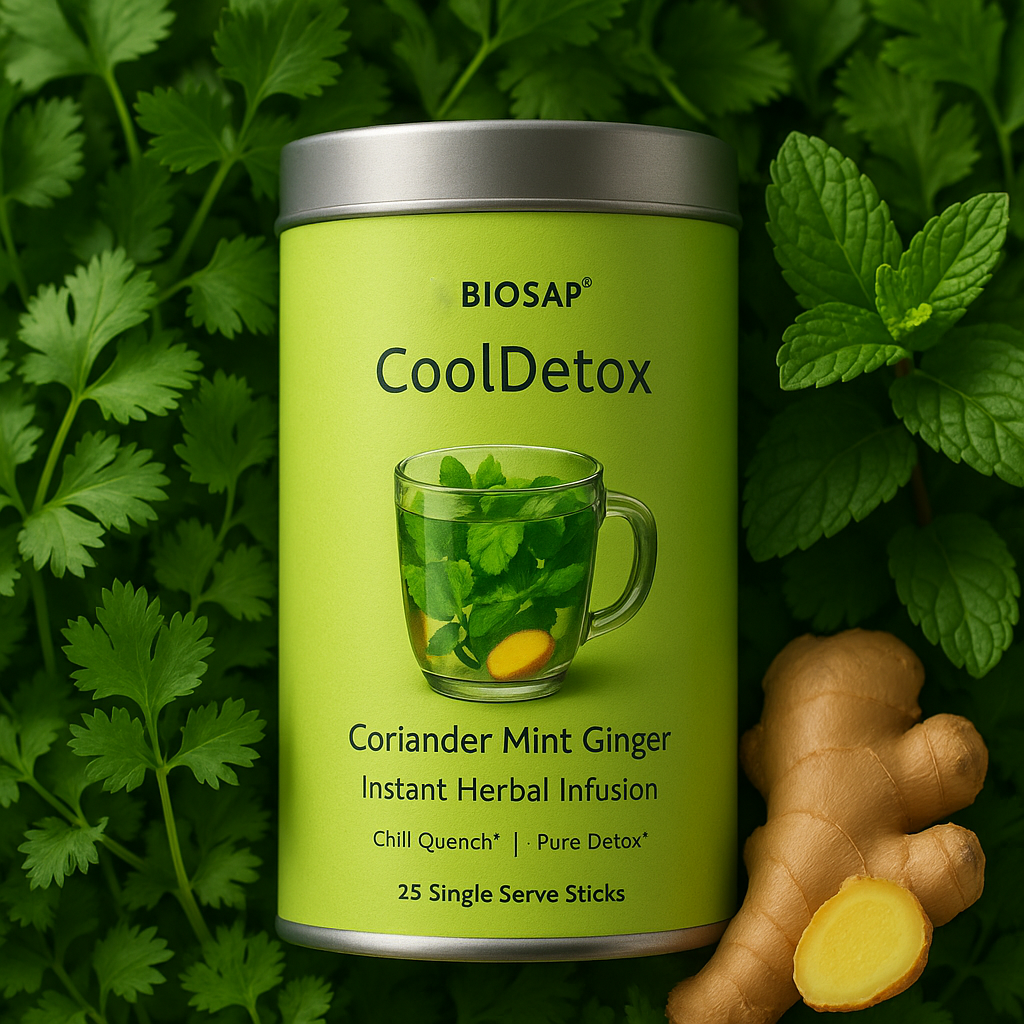 BIOSAP®
CoolDetox
Coriander Mint Ginger
Instant Herbal Infusion
Chill Quench* | · Pure Detox*
25 Single Serve Sticks